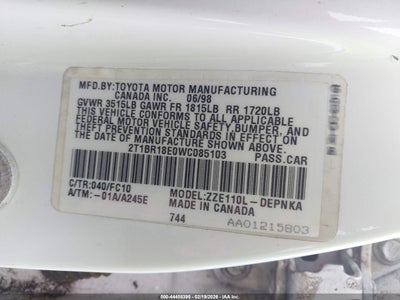 MFD.BY:TOYOTA MOTOR MANUFACTURING
CANADA INC. 06/98
GVWR 3515LB GAWR FR 1815LB RR 1720LB
THIS VEHICLE CONFORMS TO ALL APPLICABLE
FEDERAL MOTOR VEHICLE SAFETY,BUMPER, AND
THEFT PREVENTION STANDARDS IN EFFECT ON
THE DATE OF MANUFACTURE SHOWN ABOVE.
2T1BR18E0WC085103 PASS.CAR
C/TR:040/FC10 MODEL:ZZE110L-DEPNKA
A/TM:-01A/A245E MADE IN CANADA
744 AA01215803
000-44458399 - 02/19/2026 - IAAI.COM